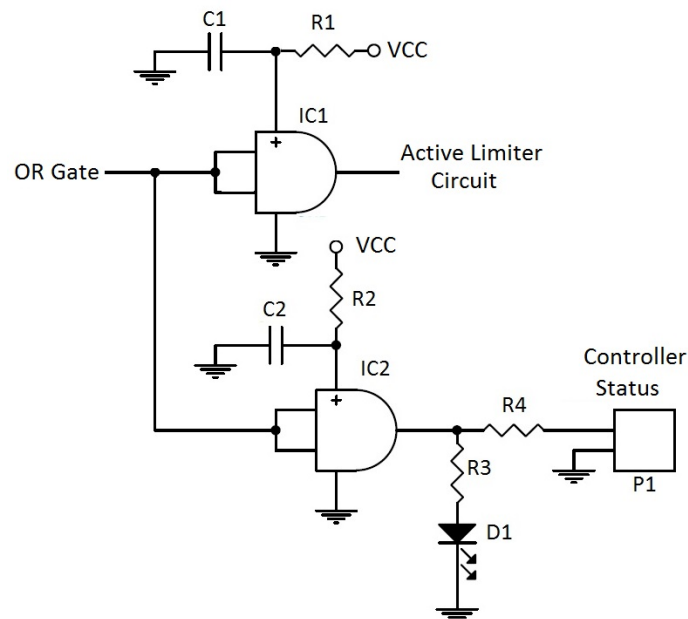 C1
R1
VCC
IC1
+
OR Gate
Active Limiter
Circuit
VCC
R2
C2
IC2
+
Controller
Status
R4
R3
P1
D1